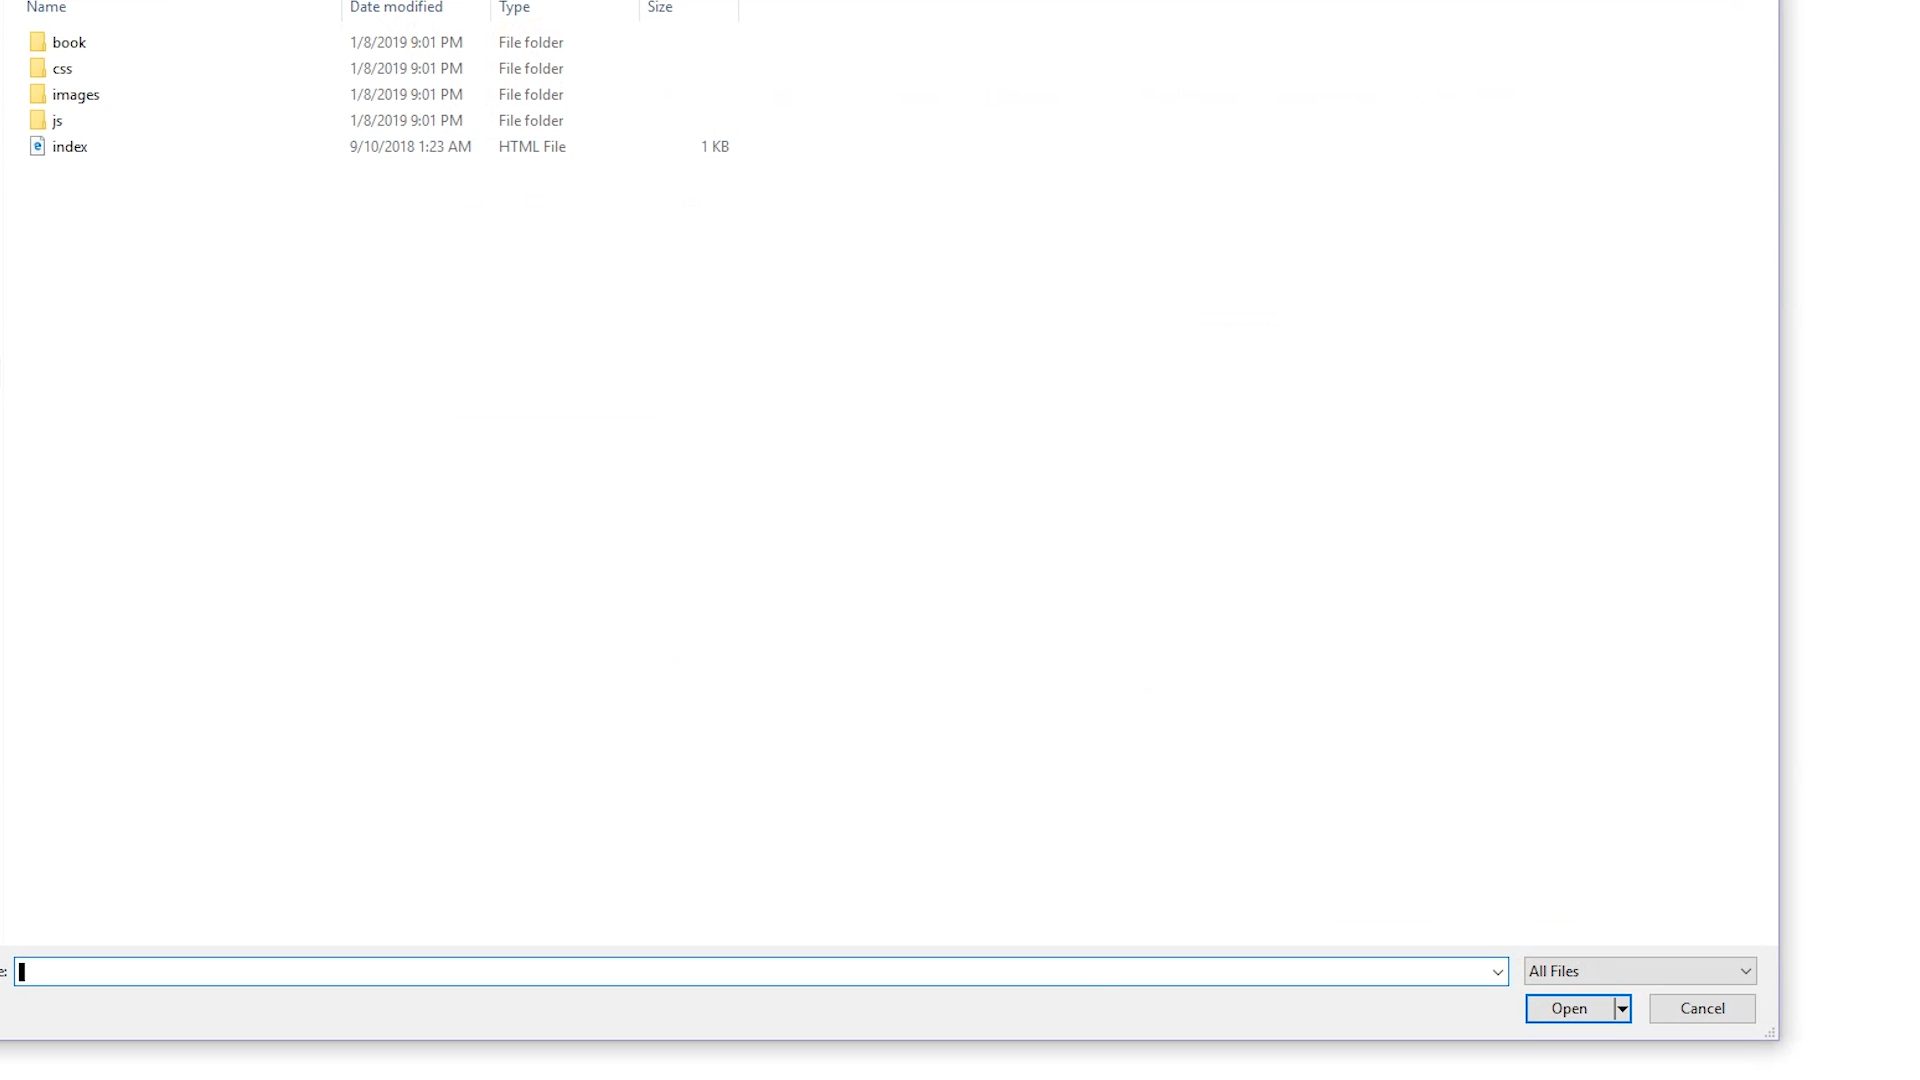 Name Date modified Type Size
book 1/8/2019 9:01 PM File folder
css 1/8/2019 9:01 PM File folder
images 1/8/2019 9:01 PM File folder
js 1/8/2019 9:01 PM File folder
index 9/10/2018 1:23 AM HTML File 1 KB
e: All Files
Open Cancel